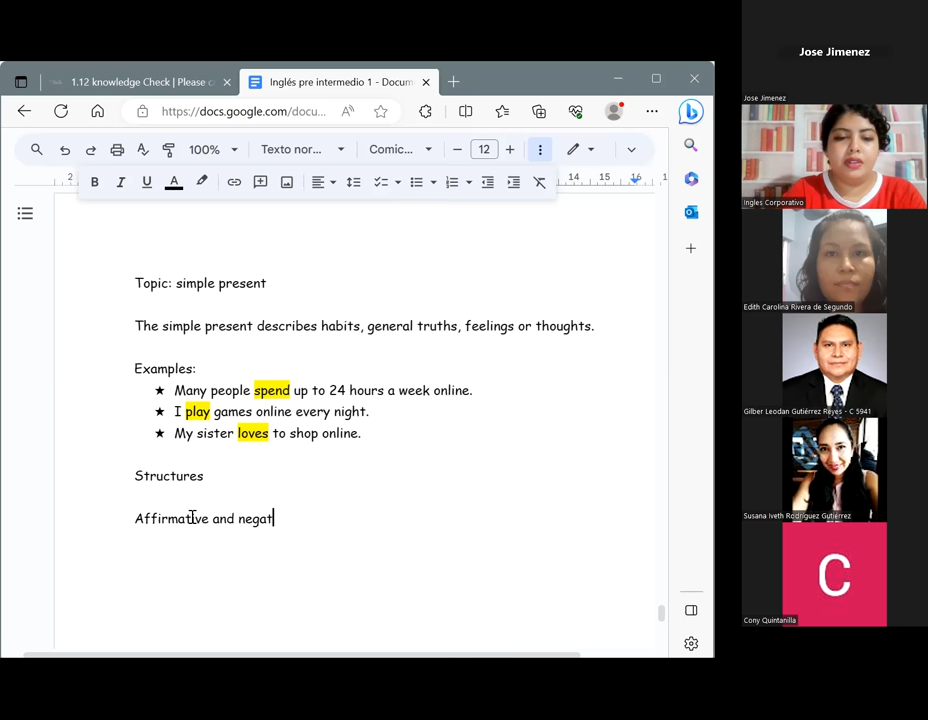 Jose Jimenez
1.12 knowledge Check | Please c
Inglés pre intermedio 1 - Docum
https://docs.google.com/docu...
100%
Texto nor...
Comic...
12
2
14 15 16 1
Topic: simple present
The simple present describes habits, general truths, feelings or thoughts.
Examples:
★ Many people spend up to 24 hours a week online.
★ I play games online every night.
★ My sister loves to shop online.
Structures
Affirmative and negat
Jose Jimenez
Ingles Corporativo
Edith Carolina Rivera de Segundo
Gilber Leodan Gutiérrez Reyes - C 5941
Susana Iveth Rodriguez Gutiérrez
C
Cony Quintanilla